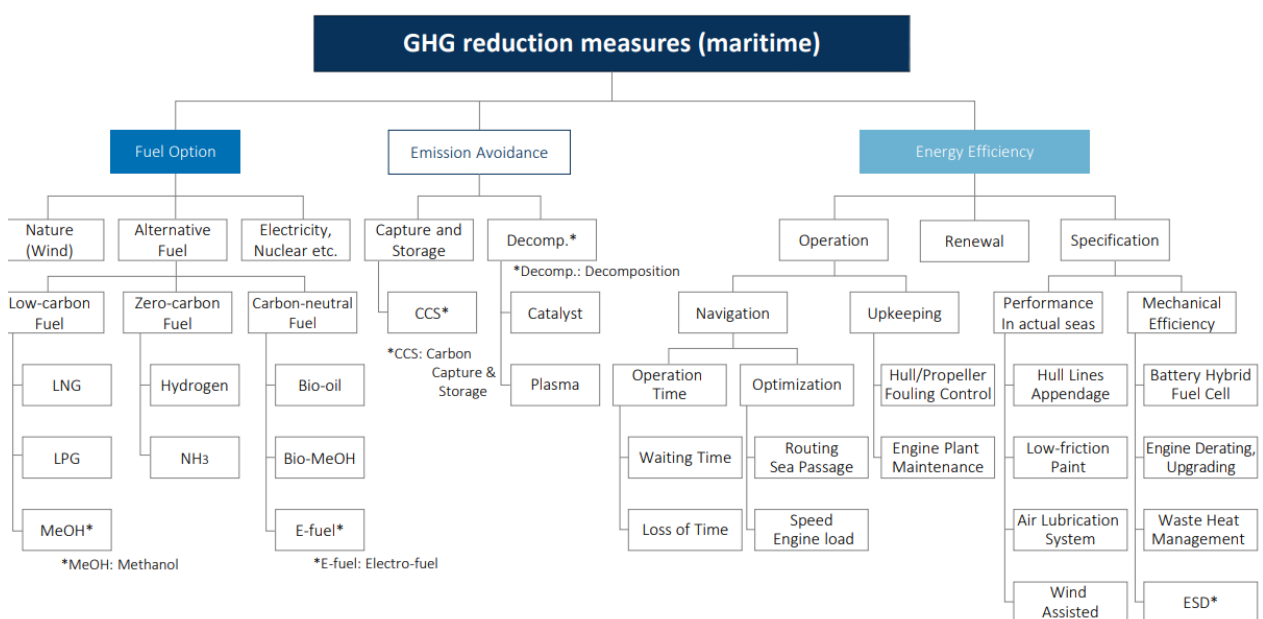 GHG reduction measures (maritime)
Fuel Option
Emission Avoidance
Energy Efficiency
Nature
(Wind)
Alternative
Fuel
Electricity,
Nuclear etc.
Capture and
Storage
Decomp.*
*Decomp.: Decomposition
Operation
Renewal
Specification
Low-carbon
Fuel
Zero-carbon
Fuel
Carbon-neutral
Fuel
CCS*
*CCS: Carbon
Capture &
Storage
Catalyst
Plasma
Navigation
Upkeeping
Performance
In actual seas
Mechanical
Efficiency
LNG
LPG
MeOH*
*MeOH: Methanol
Hydrogen
NH3
Bio-oil
Bio-MeOH
E-fuel*
*E-fuel: Electro-fuel
Operation
Time
Waiting Time
Loss of Time
Optimization
Routing
Sea Passage
Speed
Engine load
Hull/Propeller
Fouling Control
Engine Plant
Maintenance
Hull Lines
Appendage
Low-friction
Paint
Air Lubrication
System
Wind
Assisted
Battery Hybrid
Fuel Cell
Engine Derating,
Upgrading
Waste Heat
Management
ESD*